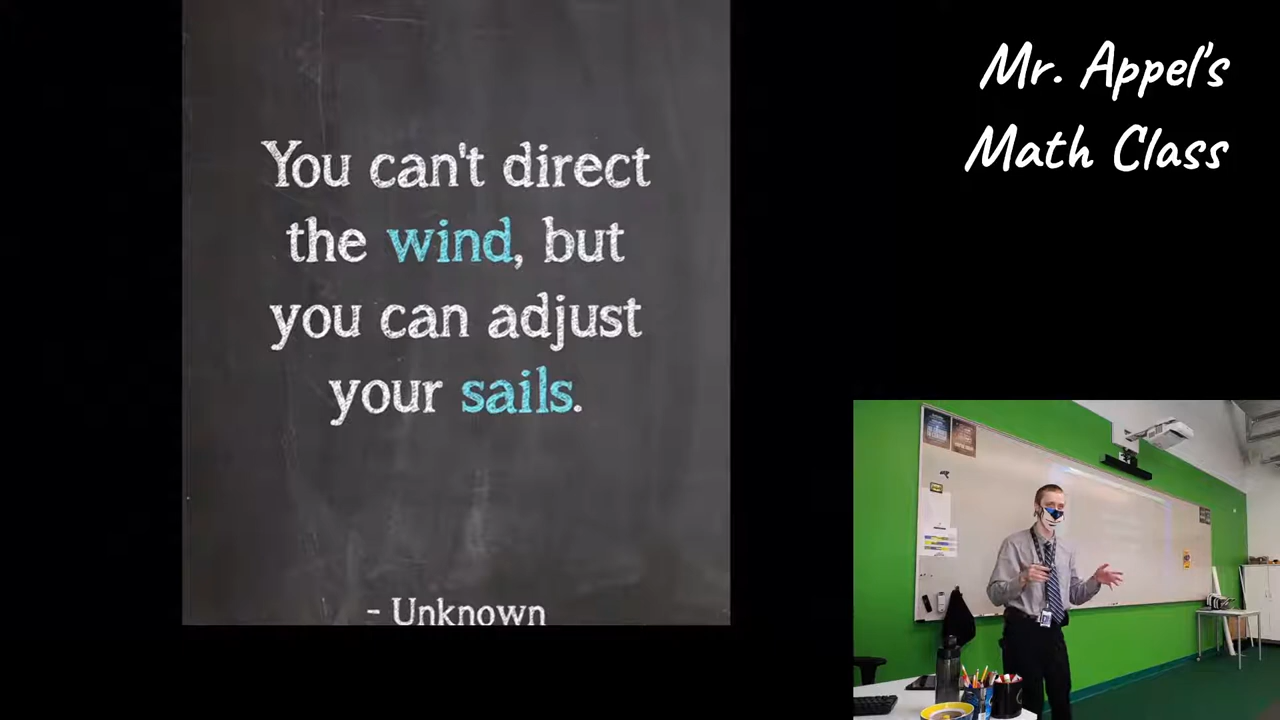 You can't direct
the wind, but
you can adjust
your sails.
- Unknown
Mr. Appel's
Math Class